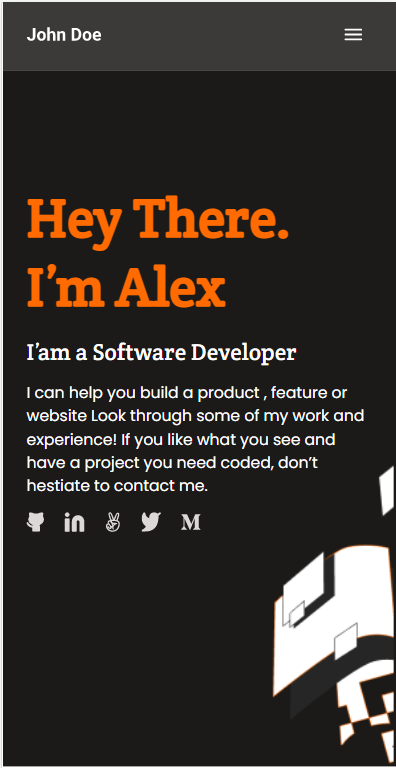 John Doe
Hey There.
I’m Alex
I’am a Software Developer
I can help you build a product , feature or
website Look through some of my work and
experience! If you like what you see and
have a project you need coded, don’t
hestiate to contact me.